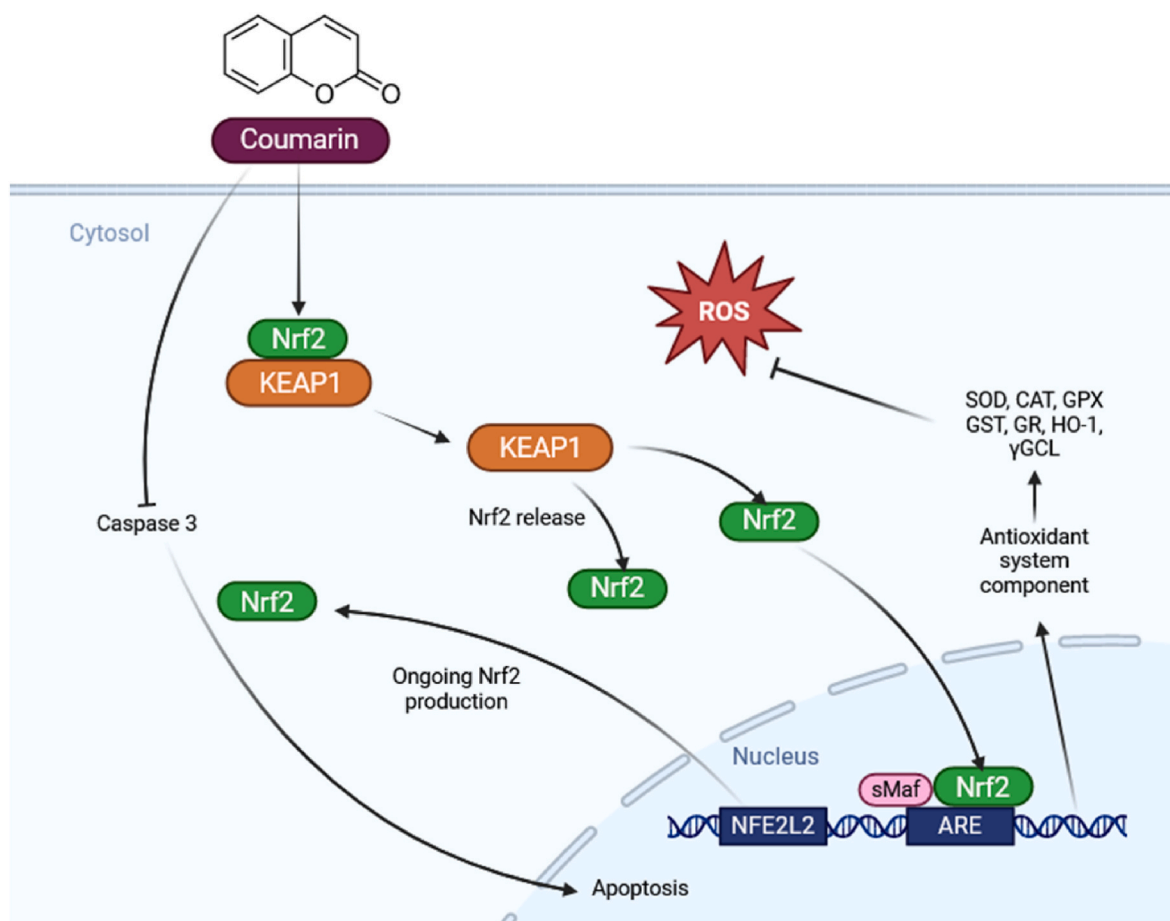 O
O
Coumarin
Cytosol
ROS
Nrf2
KEAP1
SOD, CAT, GPX
GST, GR, HO-1,
γGCL
KEAP1
Nrf2 release
Nrf2
Caspase 3
Antioxidant
system
component
Nrf2
Nrf2
Ongoing Nrf2
production
Nucleus
sMaf
Nrf2
NFE2L2
ARE
Apoptosis